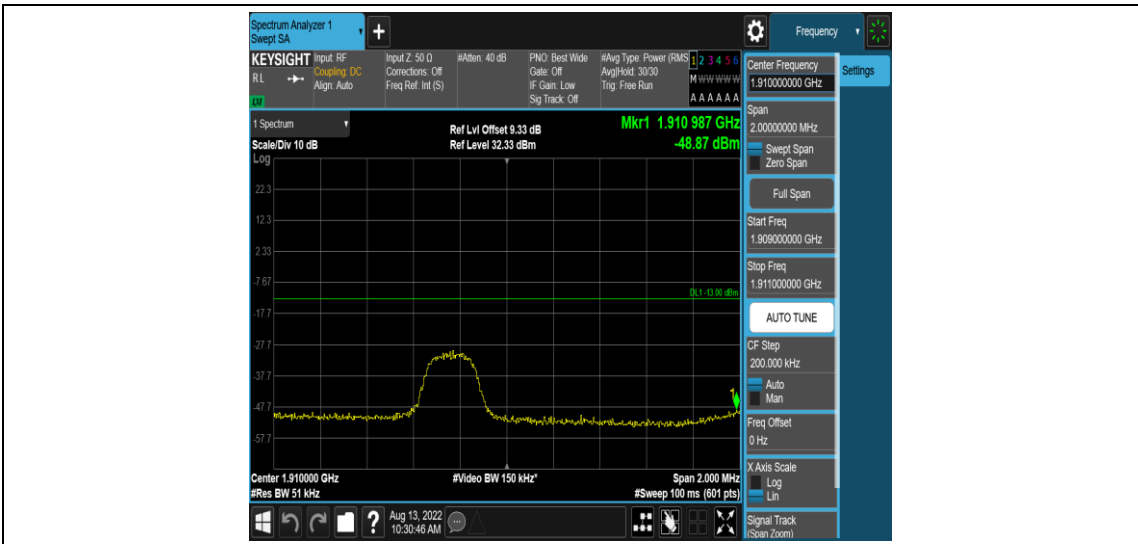 Spectrum Analyzer 1
Swept SA
+
Frequency
KEYSIGHT
RL
LXI
Input: RF
Coupling: DC
Align: Auto
Input Z: 50 Ω
Corrections: Off
Freq Ref: Int (S)
#Atten: 40 dB
PNO: Best Wide
Gate: Off
IF Gain: Low
Sig Track: Off
#Avg Type: Power (RMS
Avg|Hold: 30/30
Trig: Free Run
1 2 3 4 5 6
M W W W W W
A A A A A A
1 Spectrum
Scale/Div 10 dB
Log
Ref Lvl Offset 9.33 dB
Ref Level 32.33 dBm
Mkr1 1.910 987 GHz
-48.87 dBm
22.3
12.3
2.33
-7.67
DL1 -13.00 dBm
-17.7
-27.7
-37.7
-47.7
-57.7
1
Center 1.910000 GHz
#Res BW 51 kHz
#Video BW 150 kHz*
Span 2.000 MHz
#Sweep 100 ms (601 pts)
Center Frequency
1.910000000 GHz
Settings
Span
2.00000000 MHz
Swept Span
Zero Span
Full Span
Start Freq
1.909000000 GHz
Stop Freq
1.911000000 GHz
AUTO TUNE
CF Step
200.000 kHz
Auto
Man
Freq Offset
0 Hz
X Axis Scale
Log
Lin
Signal Track
(Span Zoom)
?
Aug 13, 2022
10:30:46 AM